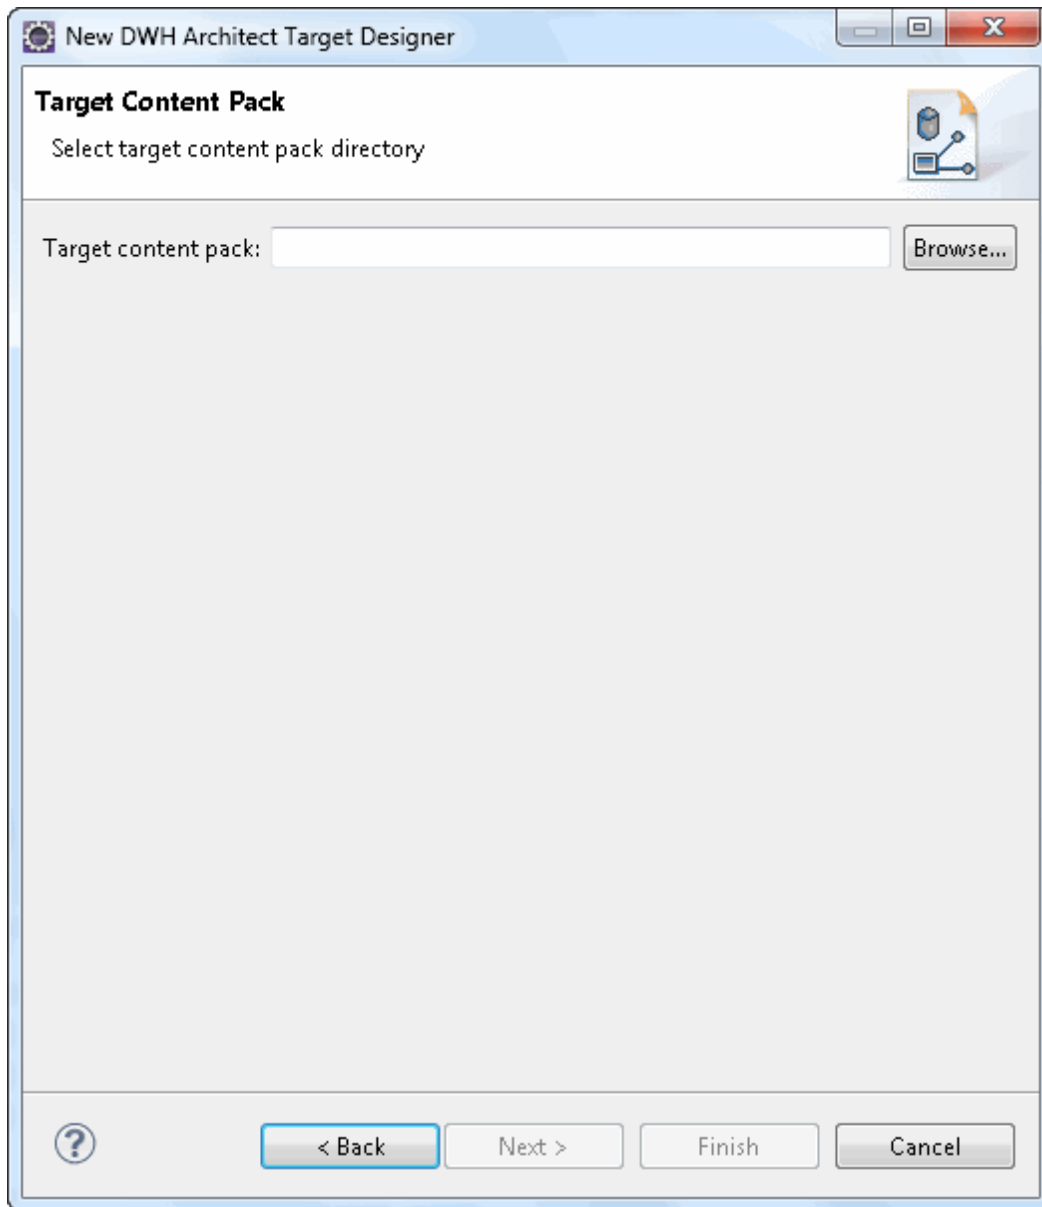 New DWH Architect Target Designer
Target Content Pack
Select target content pack directory
Target content pack:
Browse...
?
< Back
Next >
Finish
Cancel